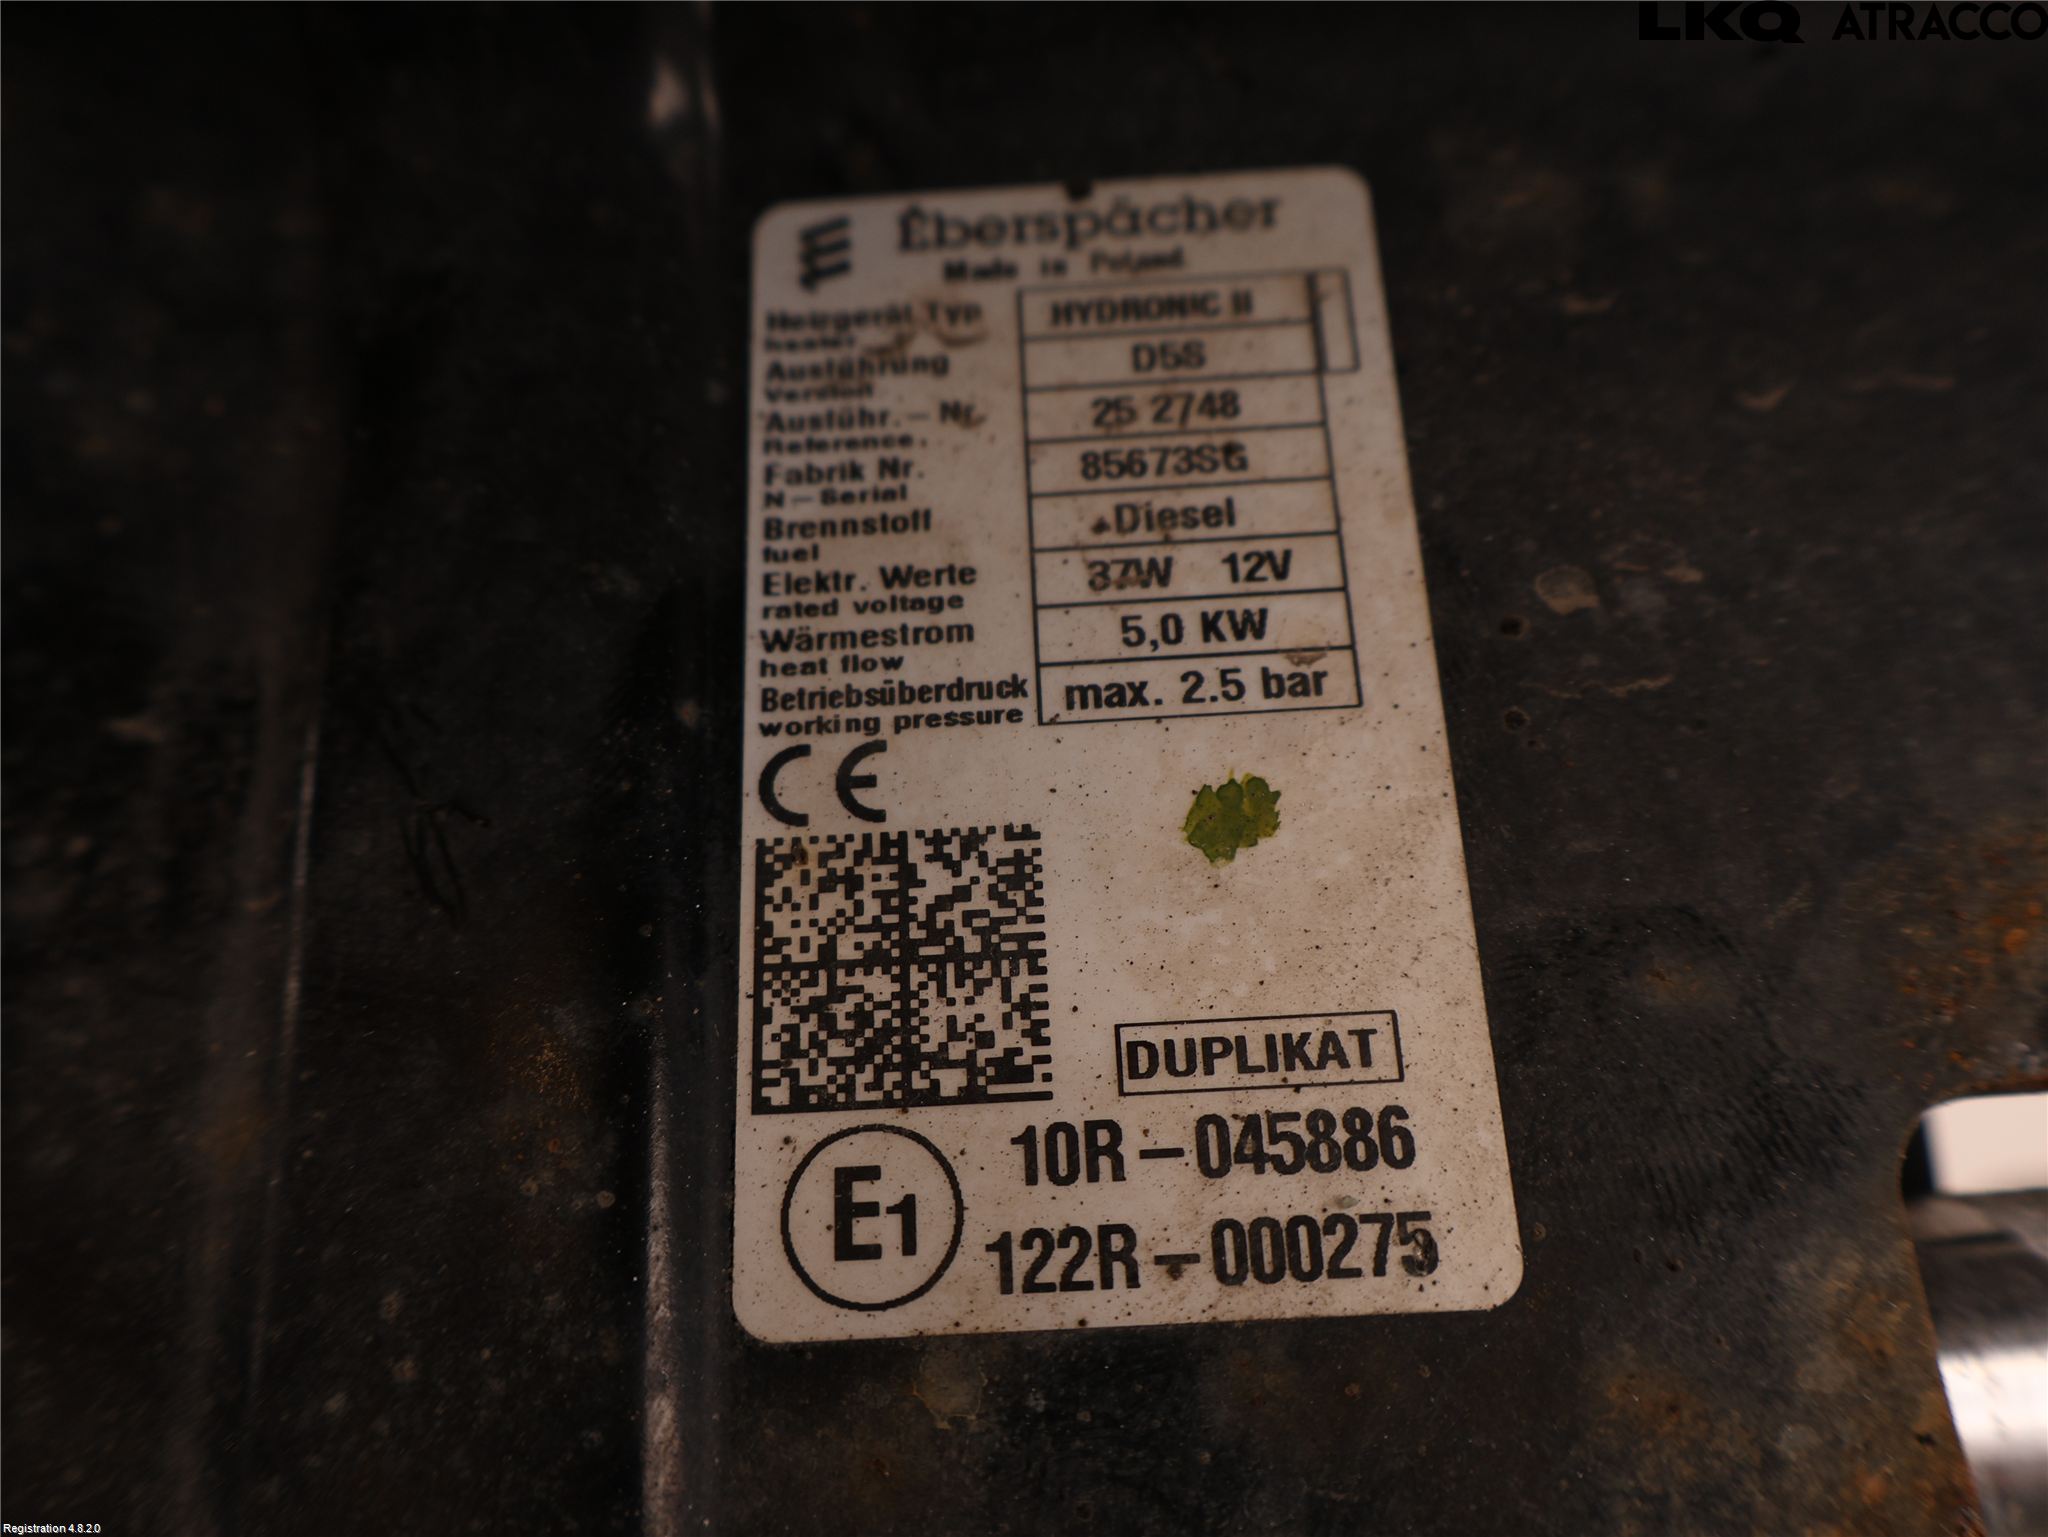 LKQ ATRACCO
Eberspächer
Made in Poland
Heizgerät Typ HYDRONIC II
heater
Ausführung D5S
version
Ausführ. – Nr. 25 2748
Reference.
Fabrik Nr. 85673SG
N – Serial
Brennstoff Diesel
fuel
Elektr. Werte 37W 12V
rated voltage
Wärmestrom 5,0 KW
heat flow
Betriebsüberdruck max. 2.5 bar
working pressure
CE
DUPLIKAT
10R – 045886
E1
122R – 000275
Registration 4.8.2.0